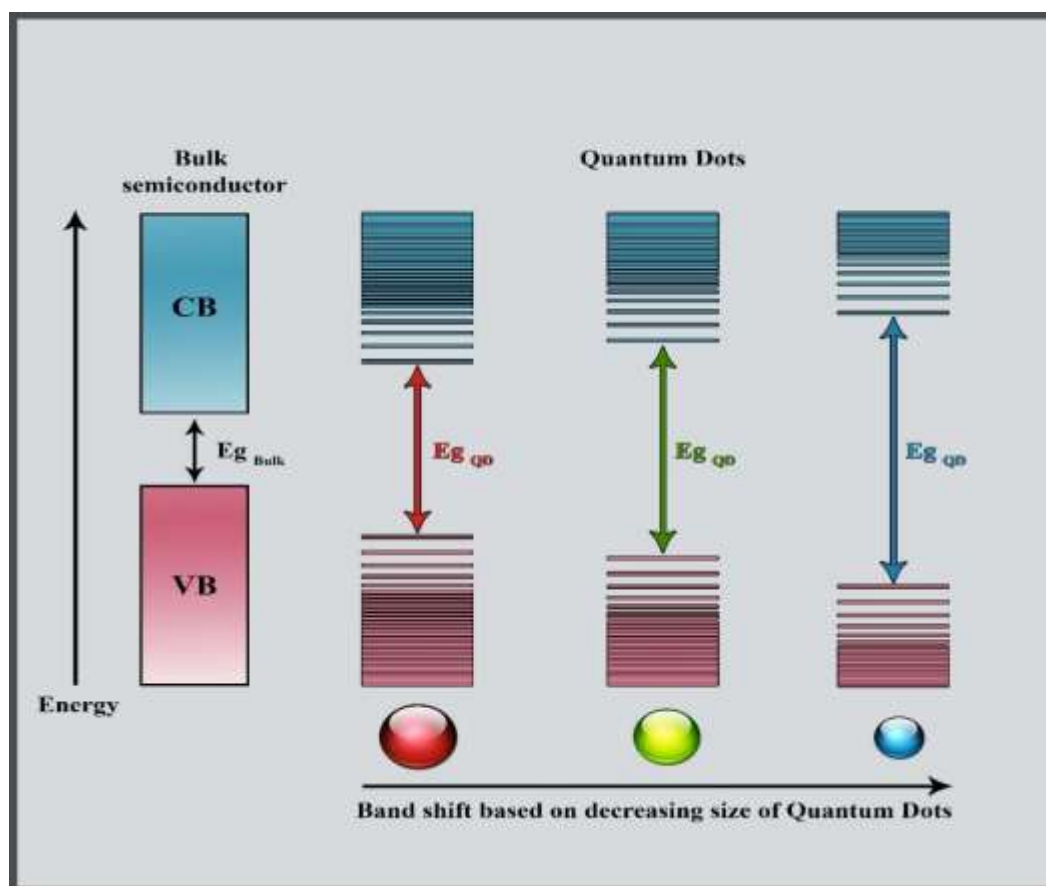 Bulk
semiconductor
Quantum Dots
CB
Eg Bulk
Eg QD
Eg QD
Eg QD
VB
Energy
Band shift based on decreasing size of Quantum Dots